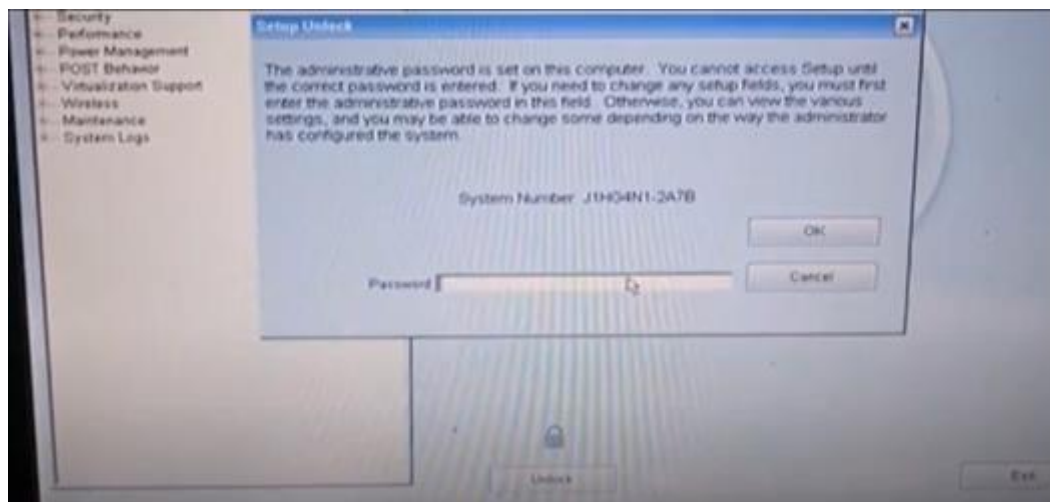 Security
Performance
Power Management
POST Behavior
Virtualization Support
Wireless
Maintenance
System Logs
Setup Unlock
The administrative password is set on this computer. You cannot access Setup until
the correct password is entered. If you need to change any setup fields, you must first
enter the administrative password in this field. Otherwise, you can view the various
settings, and you may be able to change some depending on the way the administrator
has configured the system.
System Number: J1HG4N1-2A7B
OK
Password
Cancel
Unlock
Exit